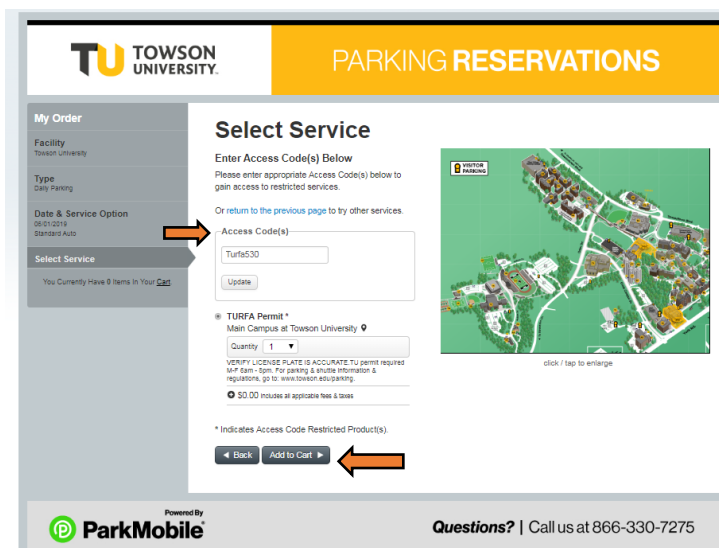 TU TOWSON
UNIVERSITY.
PARKING RESERVATIONS
My Order
Facility
Towson University
Type
Daily Parking
Date & Service Option
06/01/2019
Standard Auto
Select Service
You Currently Have 0 Items In Your Cart.
Select Service
Enter Access Code(s) Below
Please enter appropriate Access Code(s) below to
gain access to restricted services.
Or return to the previous page to try other services.
Access Code(s)
Turfa530
Update
TURFA Permit *
Main Campus at Towson University
Quantity 1
VERIFY LICENSE PLATE IS ACCURATE.TU permit required
M-F 6am - 8pm. For parking & shuttle information &
regulations, go to: www.towson.edu/parking.
$0.00 includes all applicable fees & taxes
* Indicates Access Code Restricted Product(s).
Back Add to Cart
VISITOR
PARKING
click / tap to enlarge
Powered By
ParkMobile
Questions? | Call us at 866-330-7275